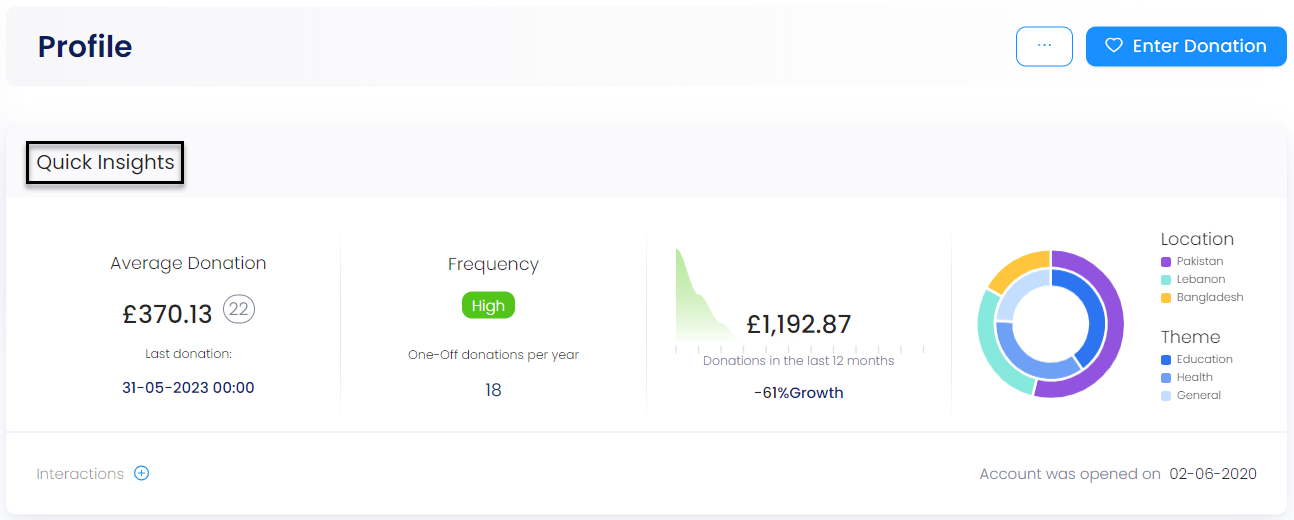 Profile
...
Enter Donation
Quick Insights
Average Donation
£370.13 22
Last donation:
31-05-2023 00:00
Frequency
High
One-Off donations per year
18
£1,192.87
Donations in the last 12 months
-61%Growth
Location
Pakistan
Lebanon
Bangladesh
Theme
Education
Health
General
Interactions
Account was opened on 02-06-2020